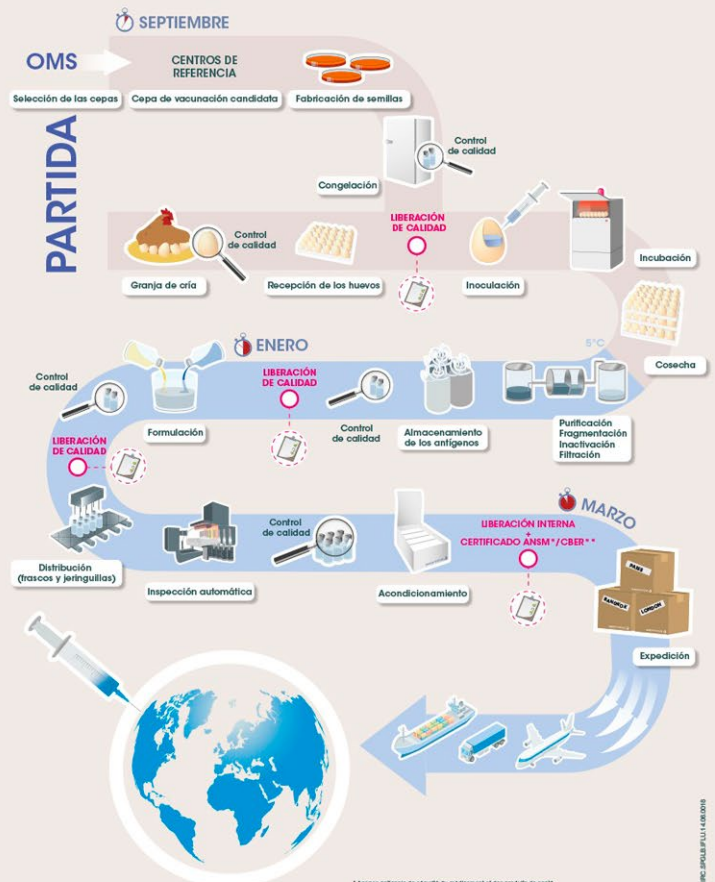 SEPTIEMBRE
OMS
CENTROS DE
REFERENCIA
Selección de las cepas
Cepa de vacunación candidata
Fabricación de semillas
PARTIDA
Control
de calidad
Congelación
LIBERACIÓN
DE CALIDAD
Control
de calidad
Granja de cría
Recepción de los huevos
Inoculación
Incubación
Cosecha
5°C
ENERO
Control
de calidad
LIBERACIÓN
DE CALIDAD
Formulación
Control
de calidad
Almacenamiento
de los antígenos
Purificación
Fragmentación
Inactivación
Filtración
LIBERACIÓN
DE CALIDAD
MARZO
Control
de calidad
LIBERACIÓN INTERNA
+
CERTIFICADO ANSM*/CBER**
Distribución
(frascos y jeringuillas)
Inspección automática
Acondicionamiento
PARIS
BANGKOK
LONDON
Expedición